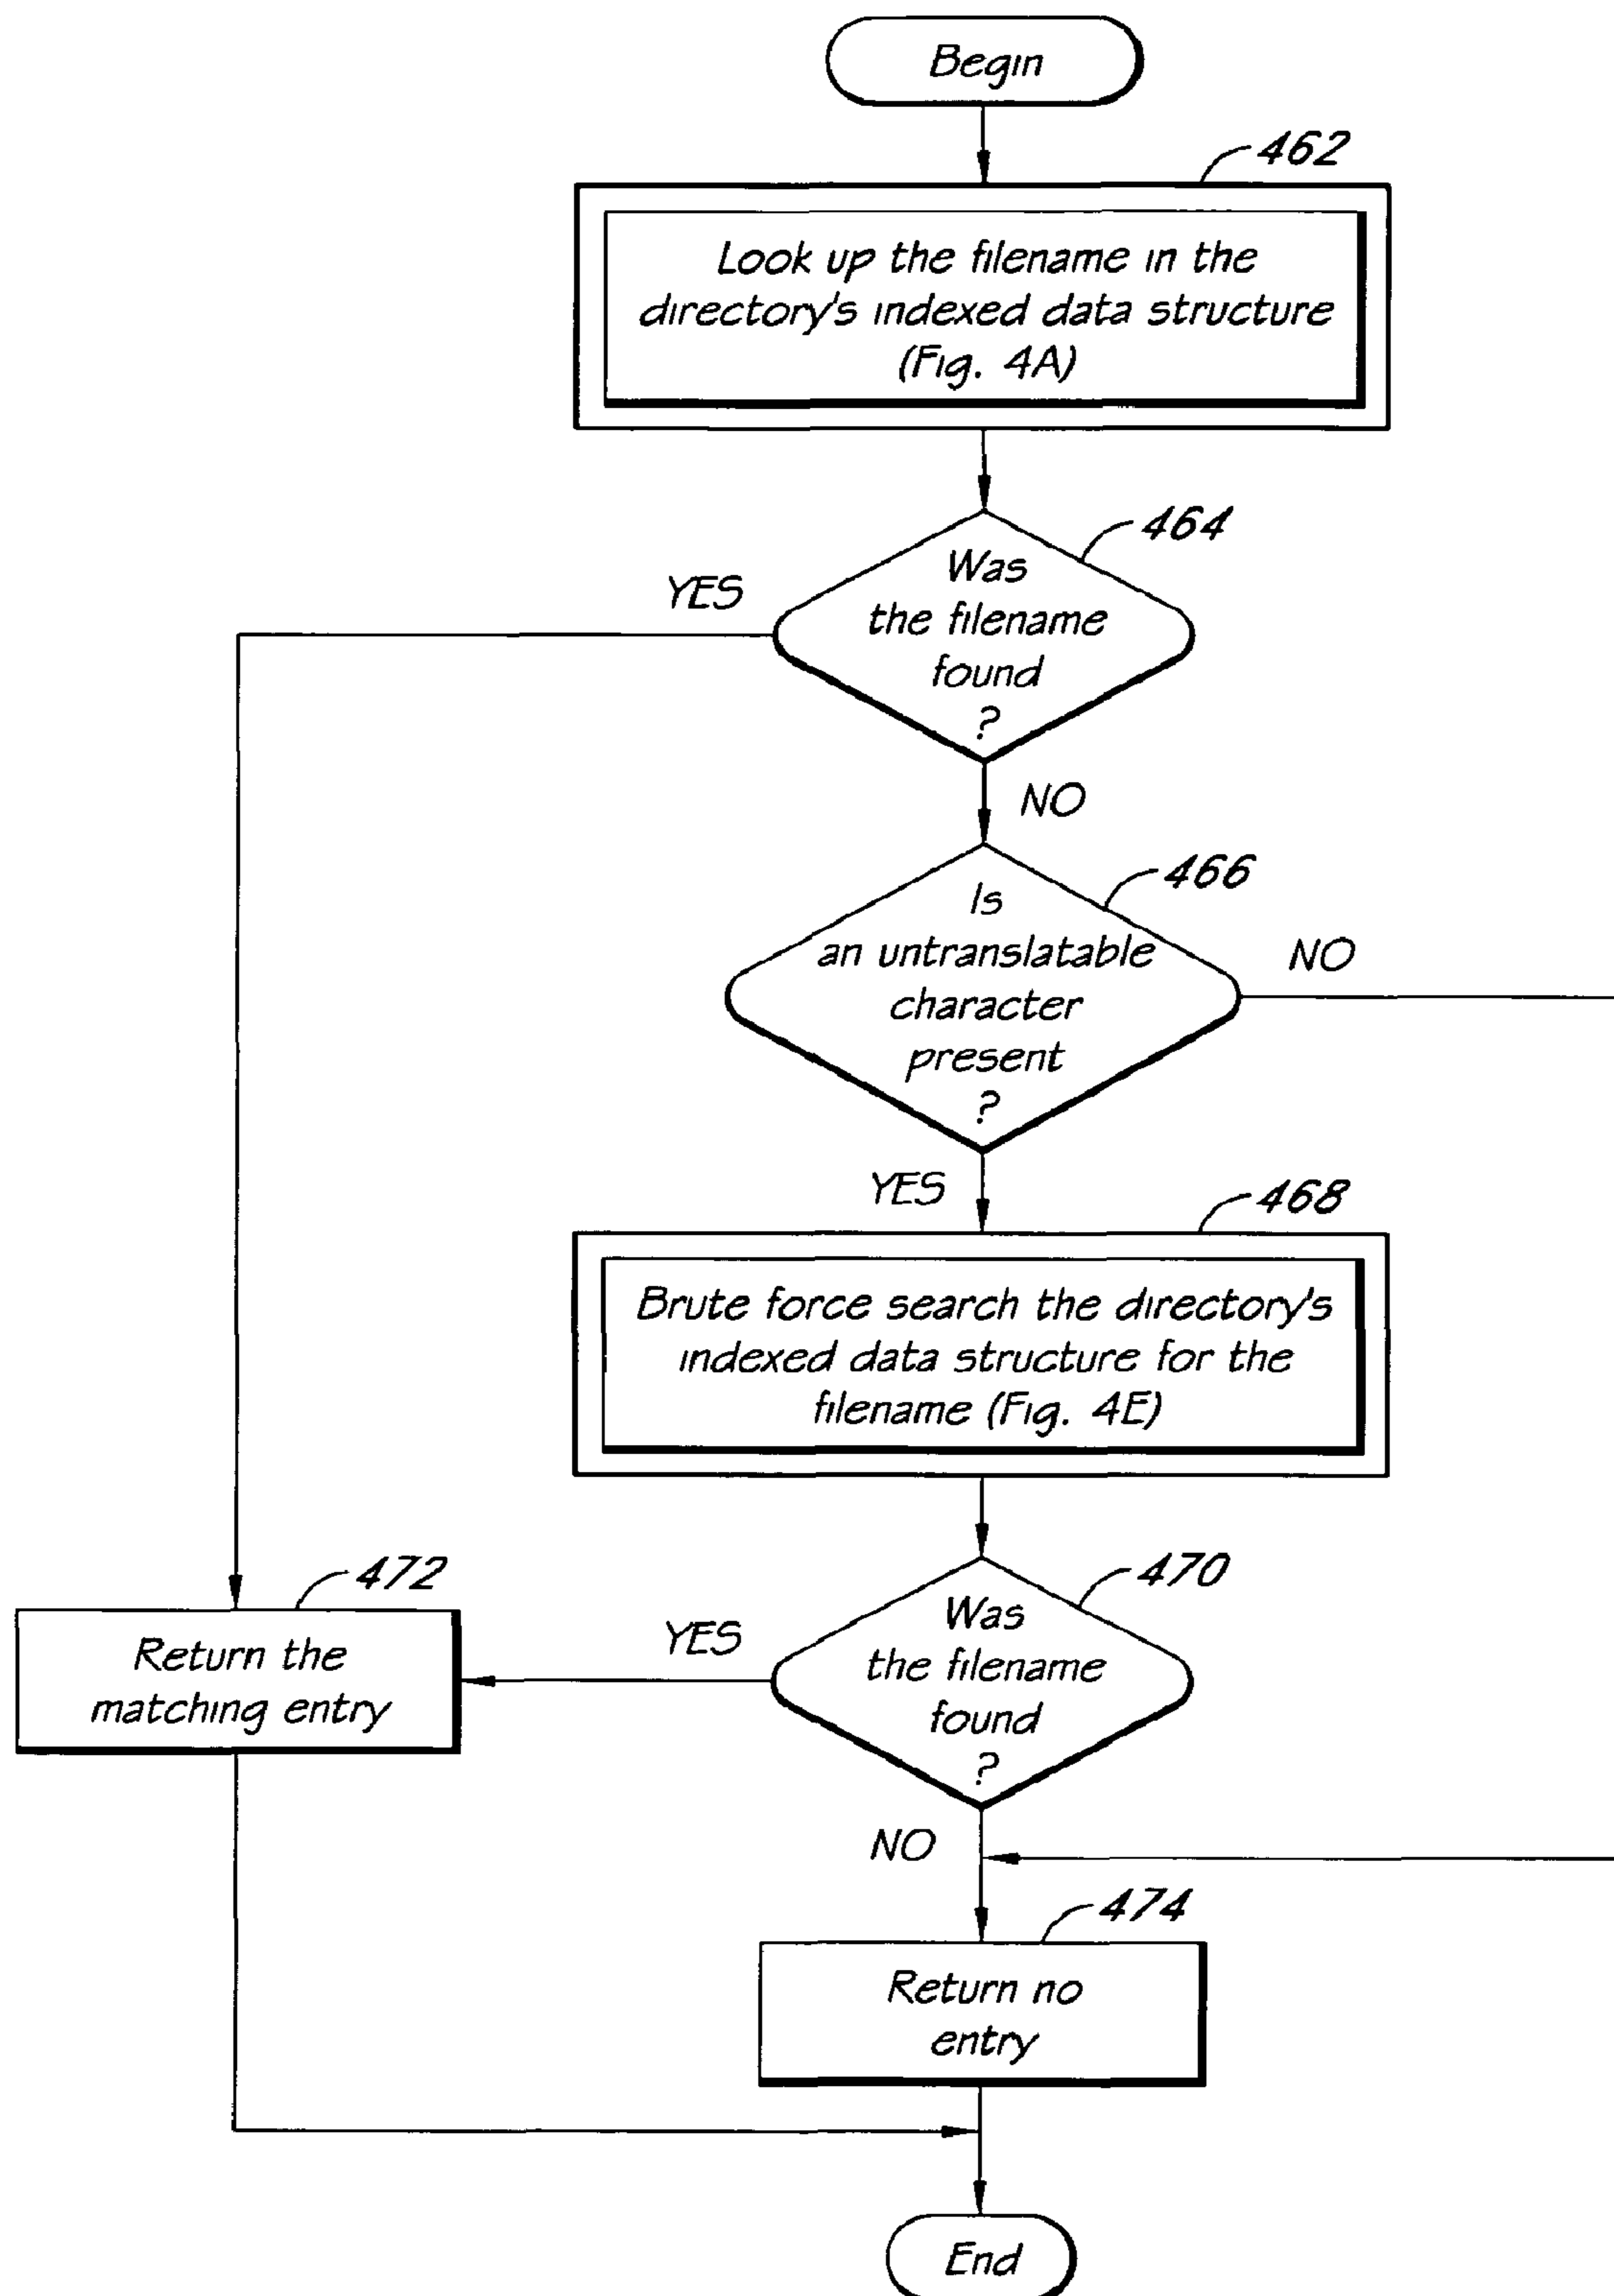 Begin
462
Look up the filename in the
directory's indexed data structure
(Fig. 4A)
464
Was
the filename
found
?
YES
NO
466
Is
an untranslatable
character
present
?
NO
YES
468
Brute force search the directory's
indexed data structure for the
filename (Fig. 4E)
470
Was
the filename
found
?
YES
472
Return the
matching entry
NO
474
Return no
entry
End